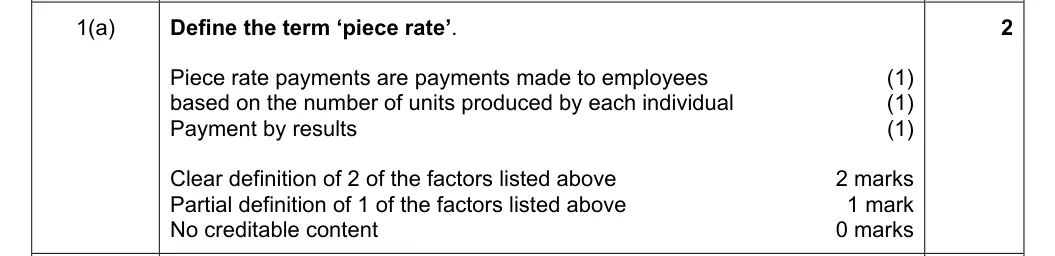 1(a) Define the term ‘piece rate’. 2
Piece rate payments are payments made to employees (1)
based on the number of units produced by each individual (1)
Payment by results (1)
Clear definition of 2 of the factors listed above 2 marks
Partial definition of 1 of the factors listed above 1 mark
No creditable content 0 marks